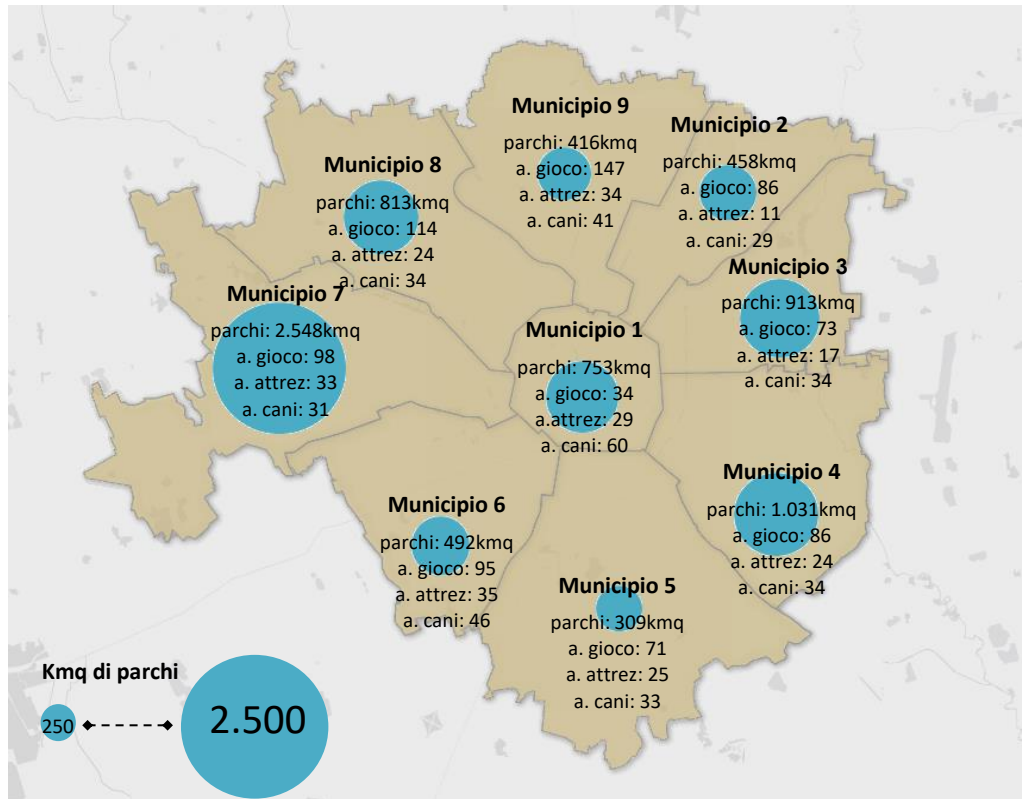 Municipio 9
parchi: 416kmq
a. gioco: 147
a. attrez: 34
a. cani: 41
Municipio 2
parchi: 458kmq
a. gioco: 86
a. attrez: 11
a. cani: 29
Municipio 8
parchi: 813kmq
a. gioco: 114
a. attrez: 24
a. cani: 34
Municipio 3
parchi: 913kmq
a. gioco: 73
a. attrez: 17
a. cani: 34
Municipio 7
parchi: 2.548kmq
a. gioco: 98
a. attrez: 33
a. cani: 31
Municipio 1
parchi: 753kmq
a. gioco: 34
a.attrez: 29
a. cani: 60
Municipio 4
parchi: 1.031kmq
a. gioco: 86
a. attrez: 24
a. cani: 34
Municipio 6
parchi: 492kmq
a. gioco: 95
a. attrez: 35
a. cani: 46
Municipio 5
parchi: 309kmq
a. gioco: 71
a. attrez: 25
a. cani: 33
Kmq di parchi
250
2.500